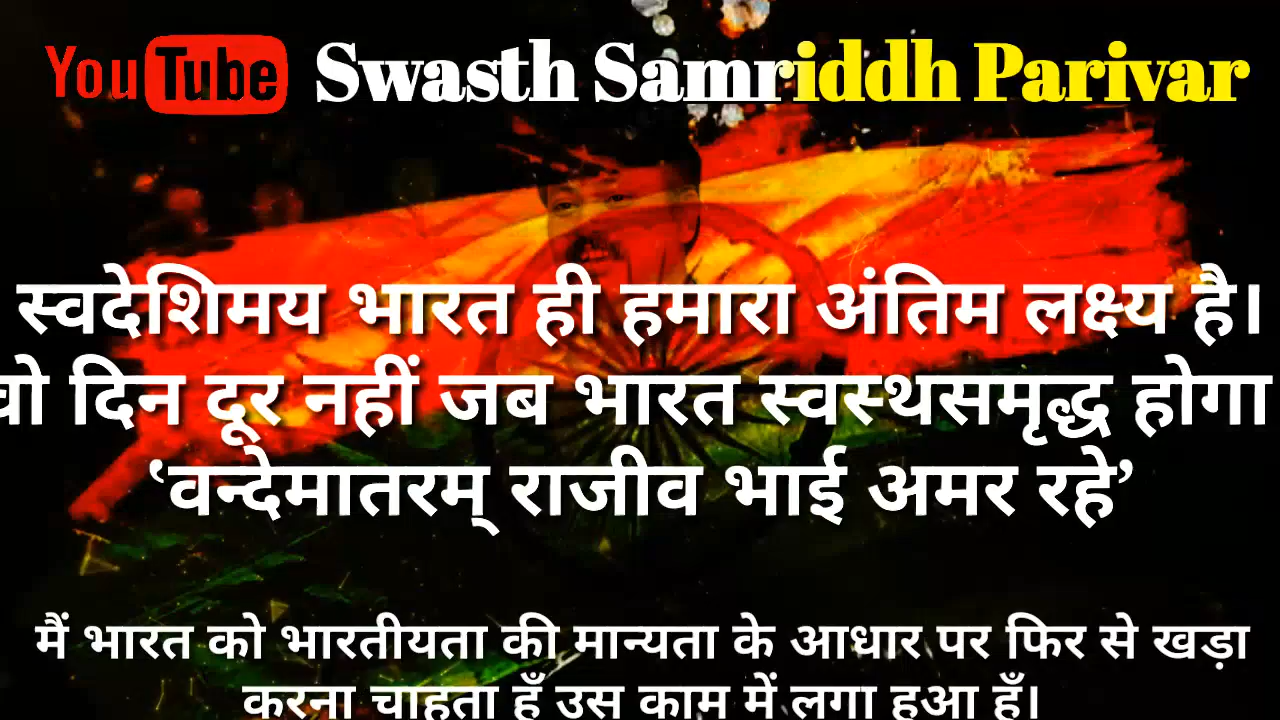 YouTube Swasth Samriddh Parivar
स्वदेशिमय भारत ही हमारा अंतिम लक्ष्य है।
वो दिन दूर नहीं जब भारत स्वस्थसमृद्ध होगा
‘वन्देमातरम् राजीव भाई अमर रहे’
मैं भारत को भारतीयता की मान्यता के आधार पर फिर से खड़ा
करना चाहता हूँ उस काम में लगा हुआ हूँ।